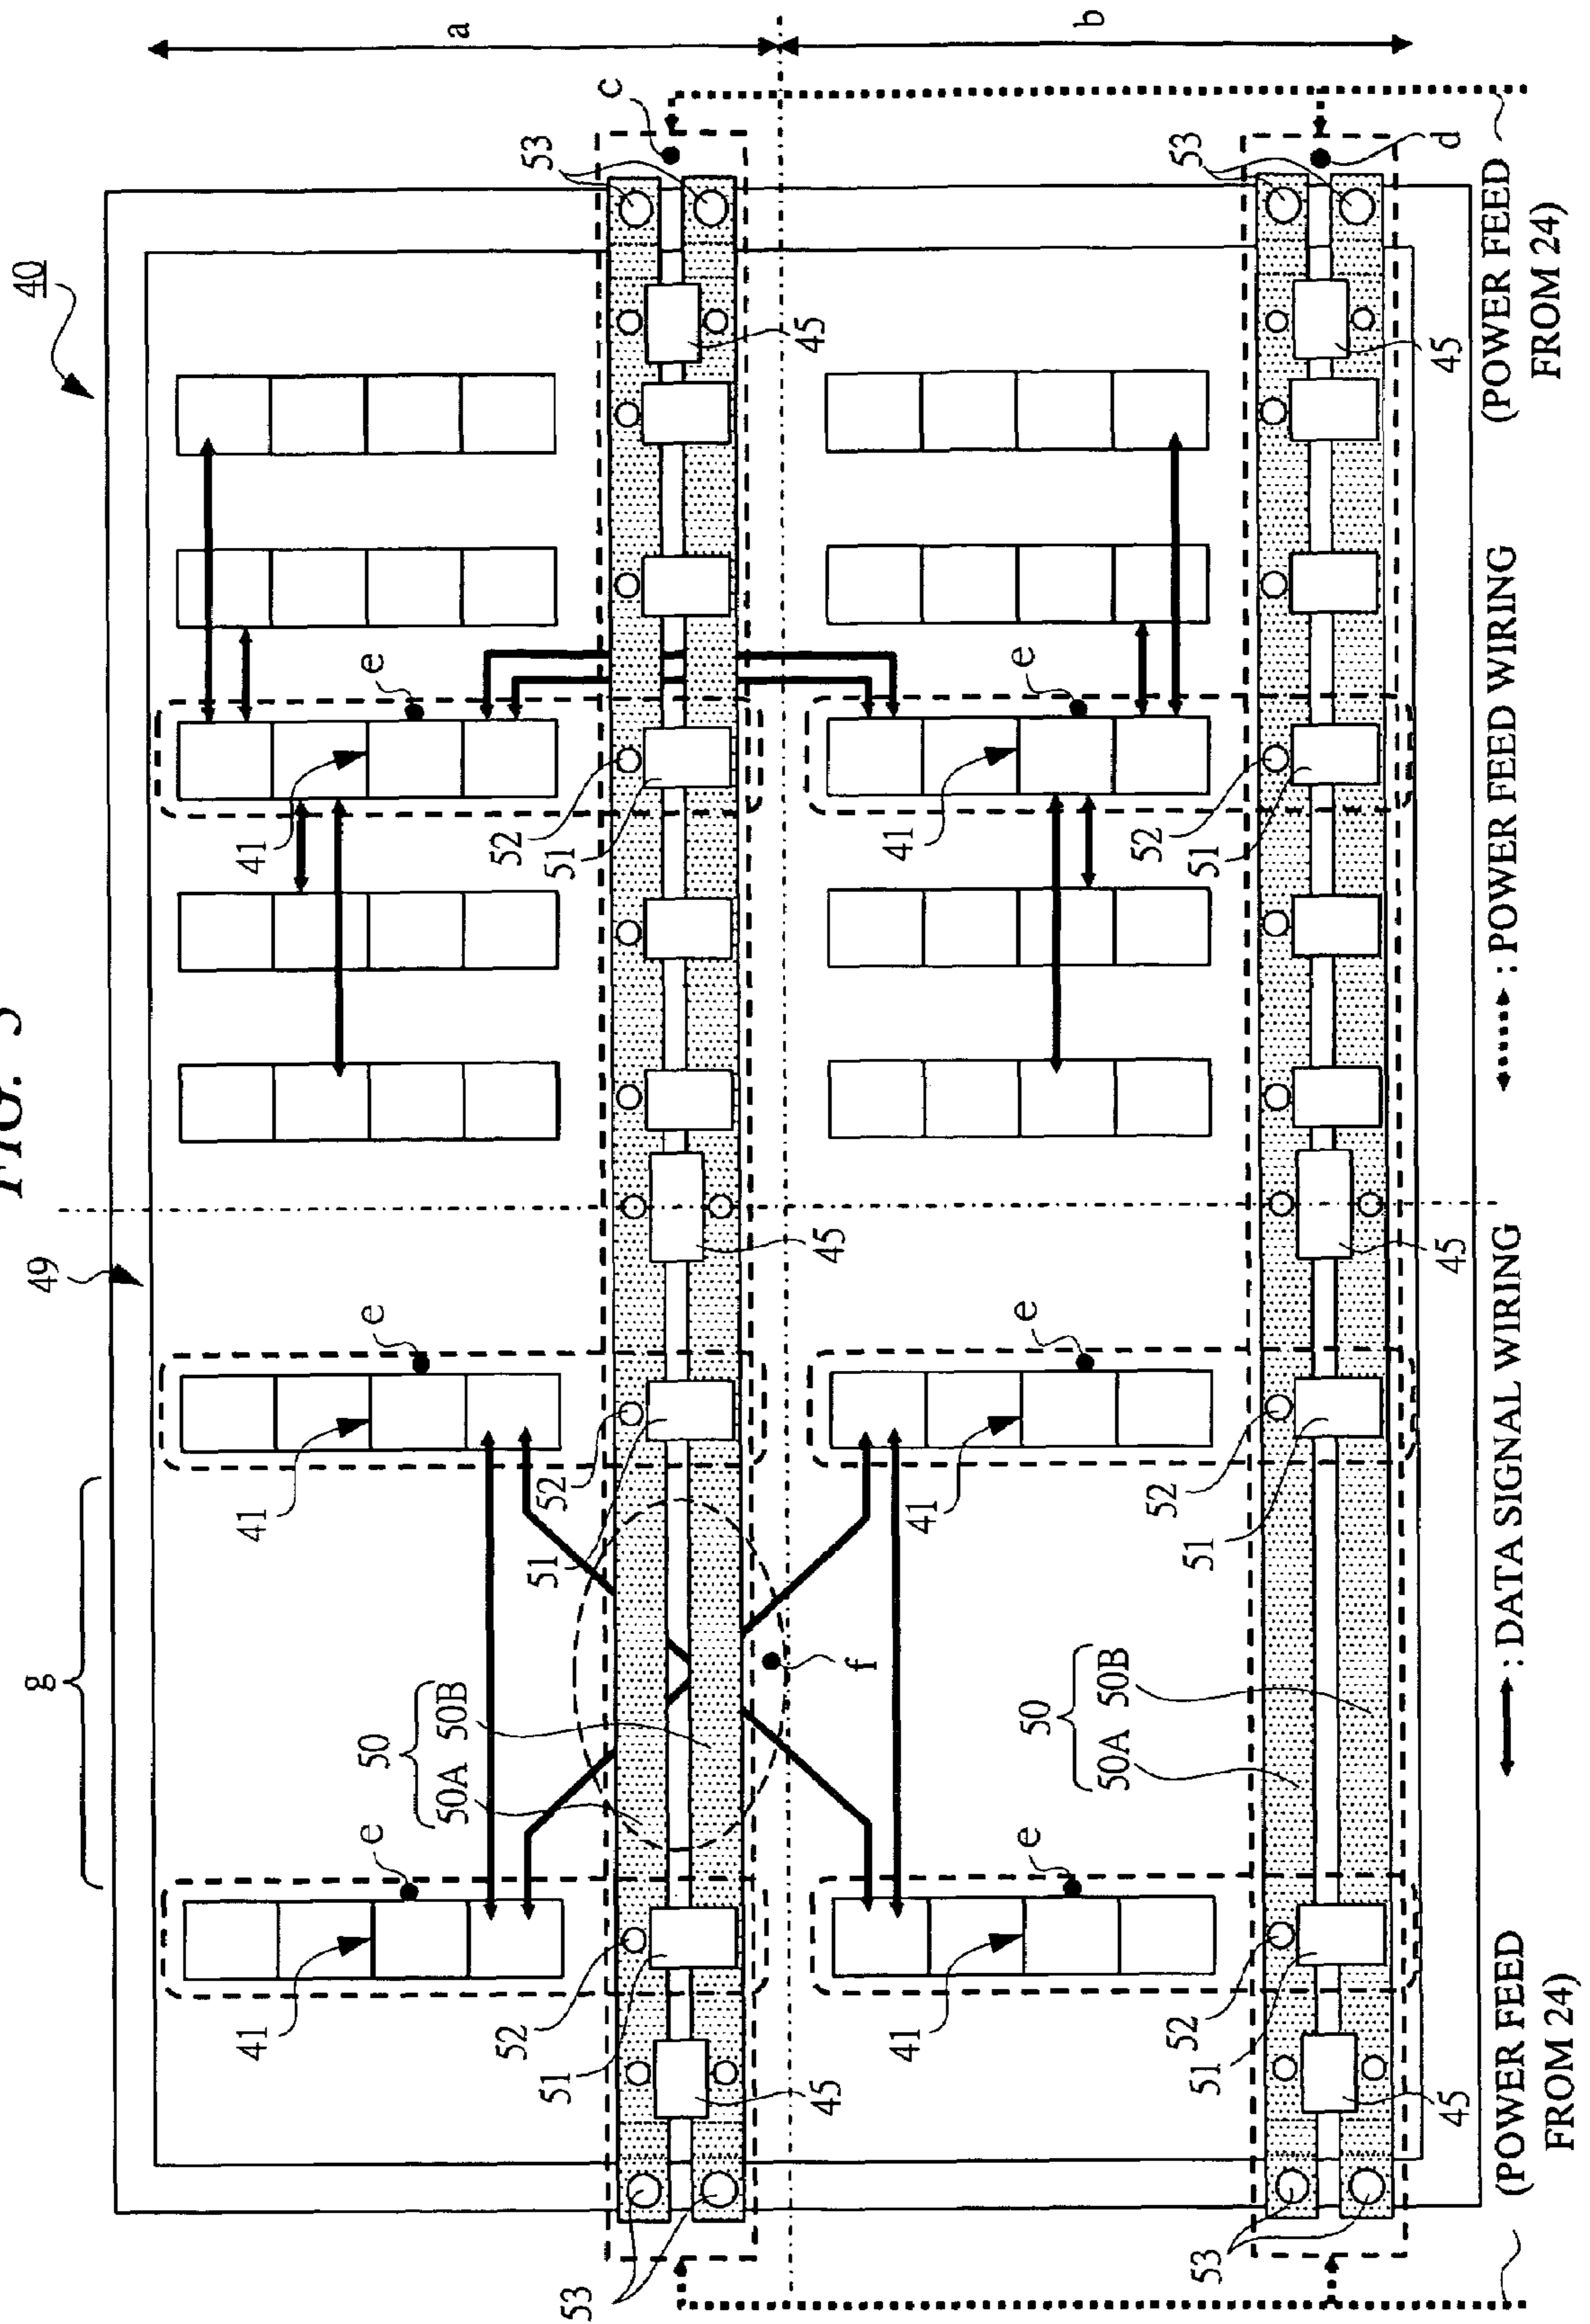 FIG.
g
49
40
41
41
41
e
e
e
a
50
50A 50B
52
52
52
53
51
51
51
53
c
45
45
45
f
41
41
41
e
e
e
50
50A 50B
b
52
52
52
53
51
51
51
53
45
45
45
d
(POWER FEED
FROM 24)
: DATA SIGNAL WIRING
: POWER FEED WIRING
(POWER FEED
FROM 24)